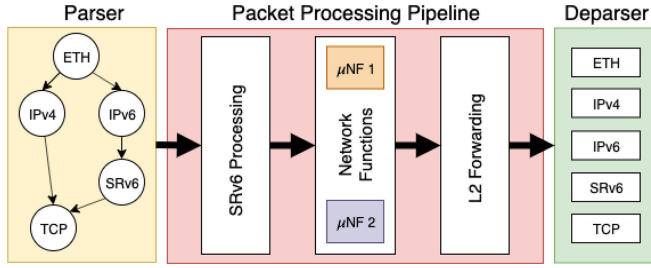 Parser
Packet Processing Pipeline
Deparser
ETH
IPv4
IPv6
SRv6
TCP
SRv6 Processing
μNF 1
Network
Functions
μNF 2
L2 Forwarding
ETH
IPv4
IPv6
SRv6
TCP